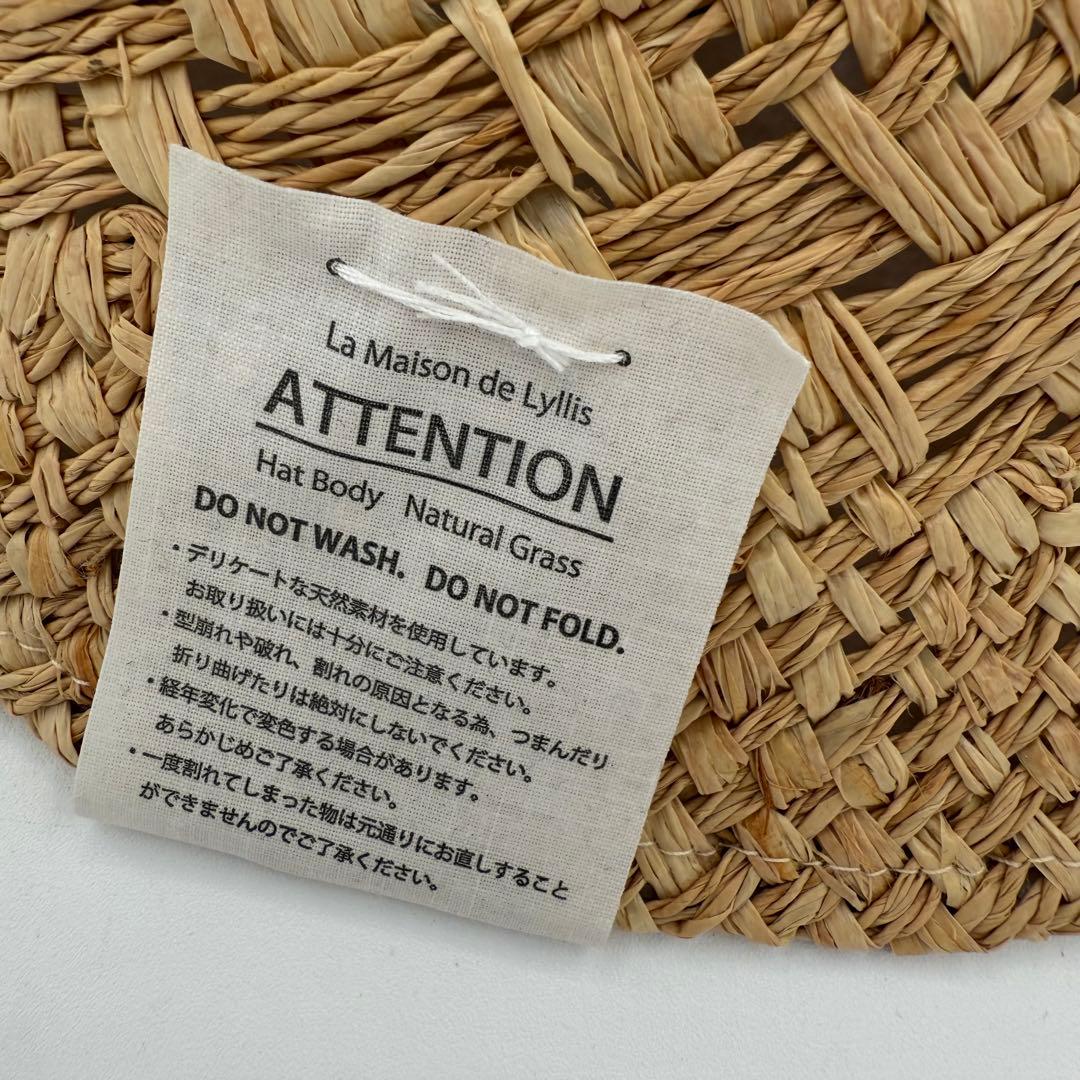 La Maison de Lyllis
ATTENTION
Hat Body Natural Grass
DO NOT WASH. DO NOT FOLD.
・デリケートな天然素材を使用しています。
お取り扱いには十分にご注意ください。
・型崩れや破れ、割れの原因となる為、つまんだり
折り曲げたりは絶対にしないでください。
・経年変化で変色する場合があります。
あらかじめご了承ください。
・一度割れてしまった物は元通りにお直しすること
ができませんのでご了承ください。